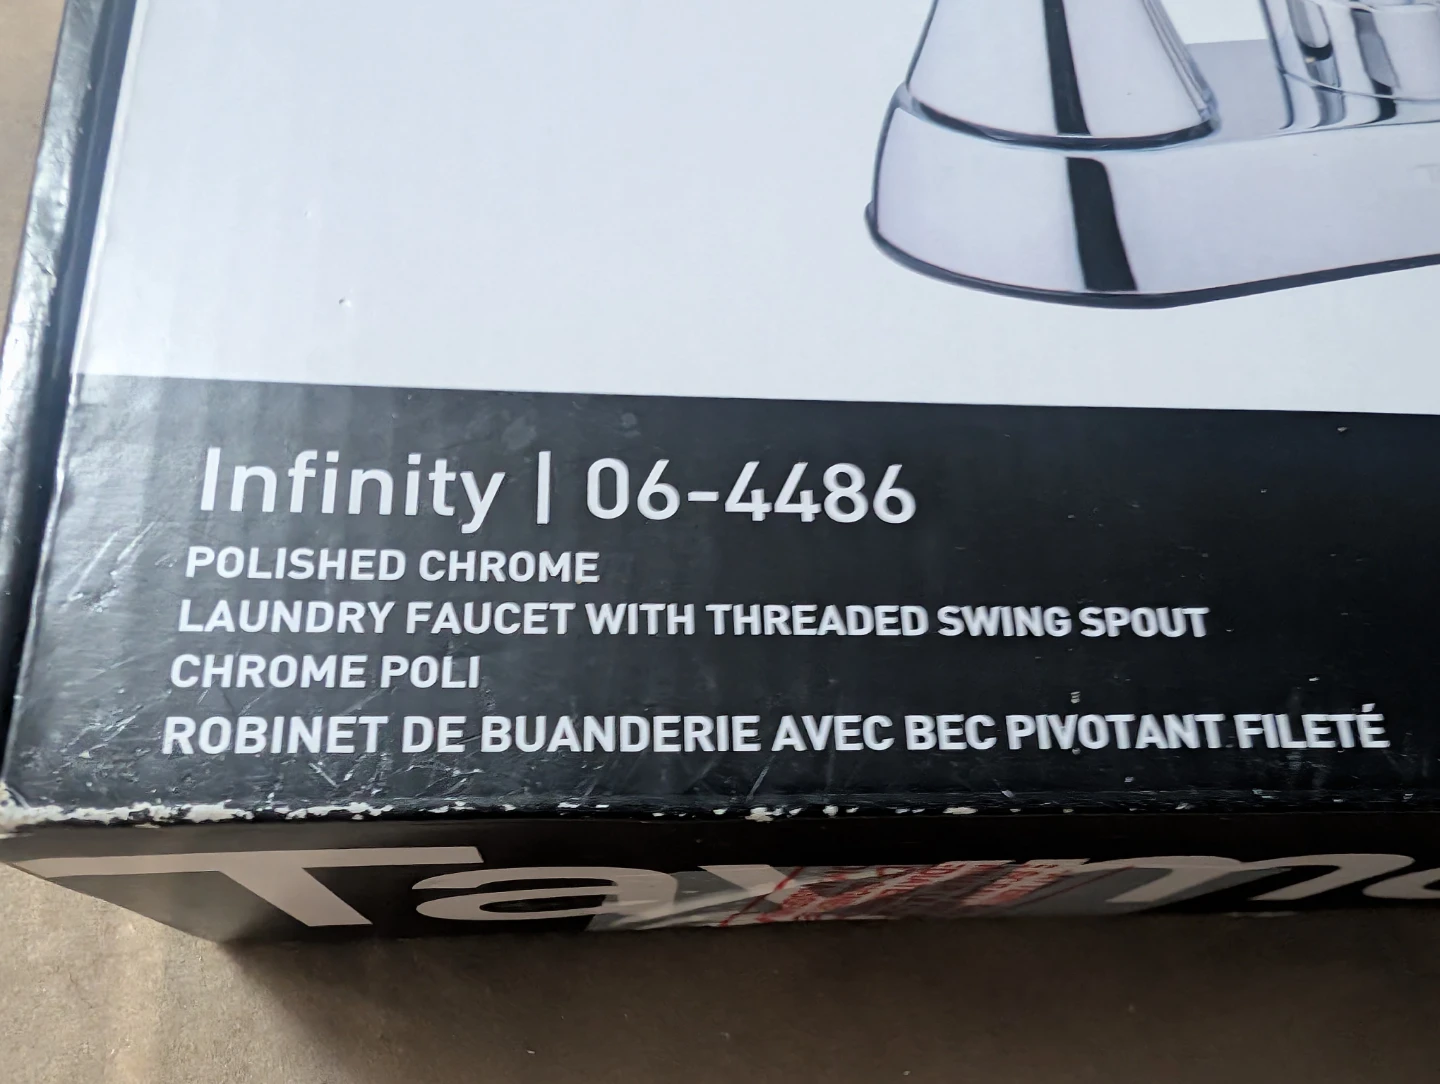 Infinity | 06-4486
POLISHED CHROME
LAUNDRY FAUCET WITH THREADED SWING SPOUT
CHROME POLI
ROBINET DE BUANDERIE AVEC BEC PIVOTANT FILETÉ